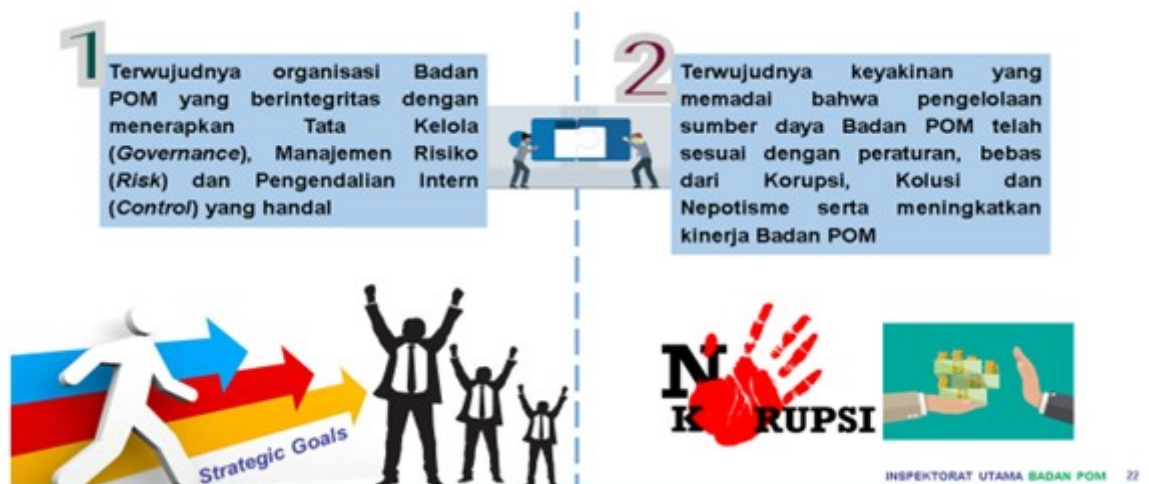 1
Terwujudnya organisasi Badan
POM yang berintegritas dengan
menerapkan Tata Kelola
(Governance), Manajemen Risiko
(Risk) dan Pengendalian Intern
(Control) yang handal
2
Terwujudnya keyakinan yang
memadai bahwa pengelolaan
sumber daya Badan POM telah
sesuai dengan peraturan, bebas
dari Korupsi, Kolusi dan
Nepotisme serta meningkatkan
kinerja Badan POM
Strategic Goals
N
K RUPSI
INSPEKTORAT UTAMA BADAN POM 22